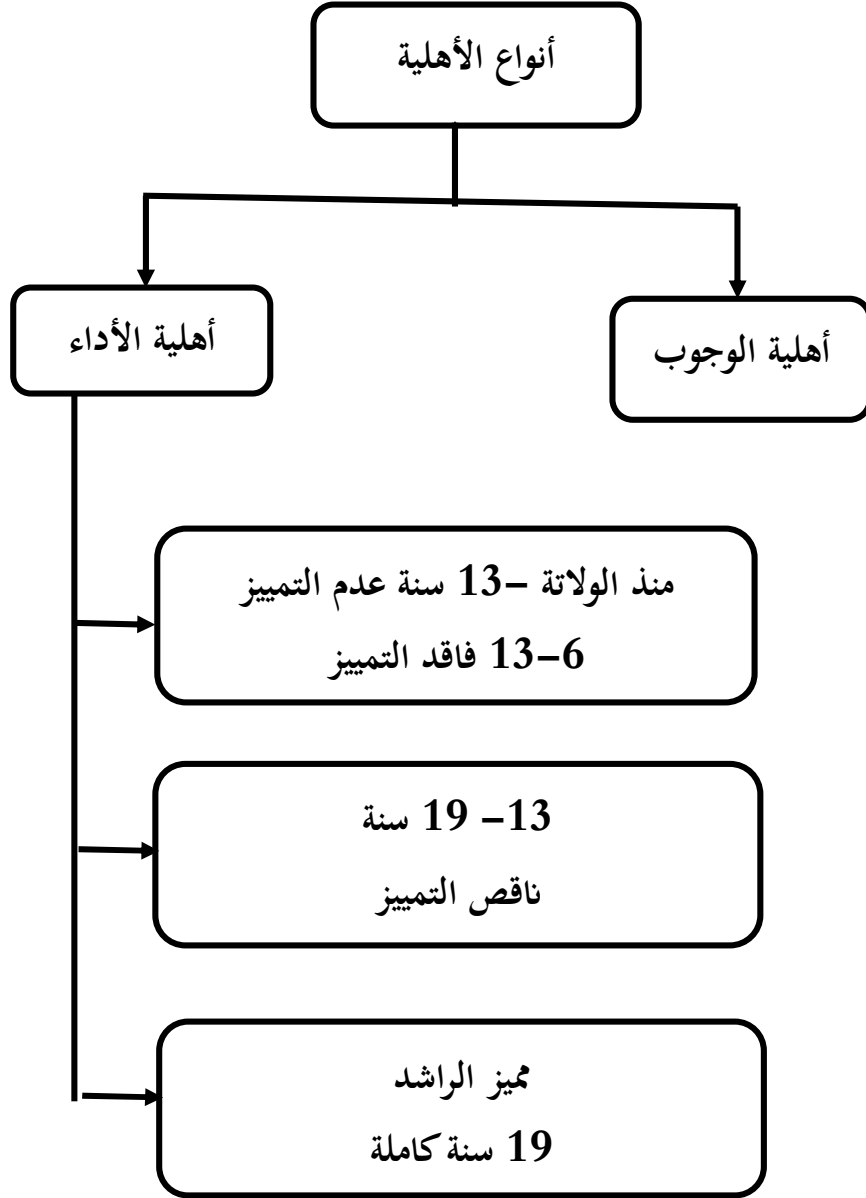 أنواع الأهلية
أهلية الوجوب
أهلية الأداء
منذ الولاتة –13 سنة عدم التمييز
6–13 فاقد التمييز
13– 19 سنة
ناقص التمييز
مميز الراشد
19 سنة كاملة